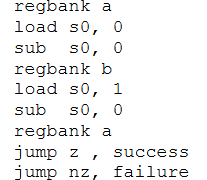 regbank a
load s0, 0
sub  s0, 0
regbank b
load s0, 1
sub  s0, 0
regbank a
jump z , success
jump nz, failure